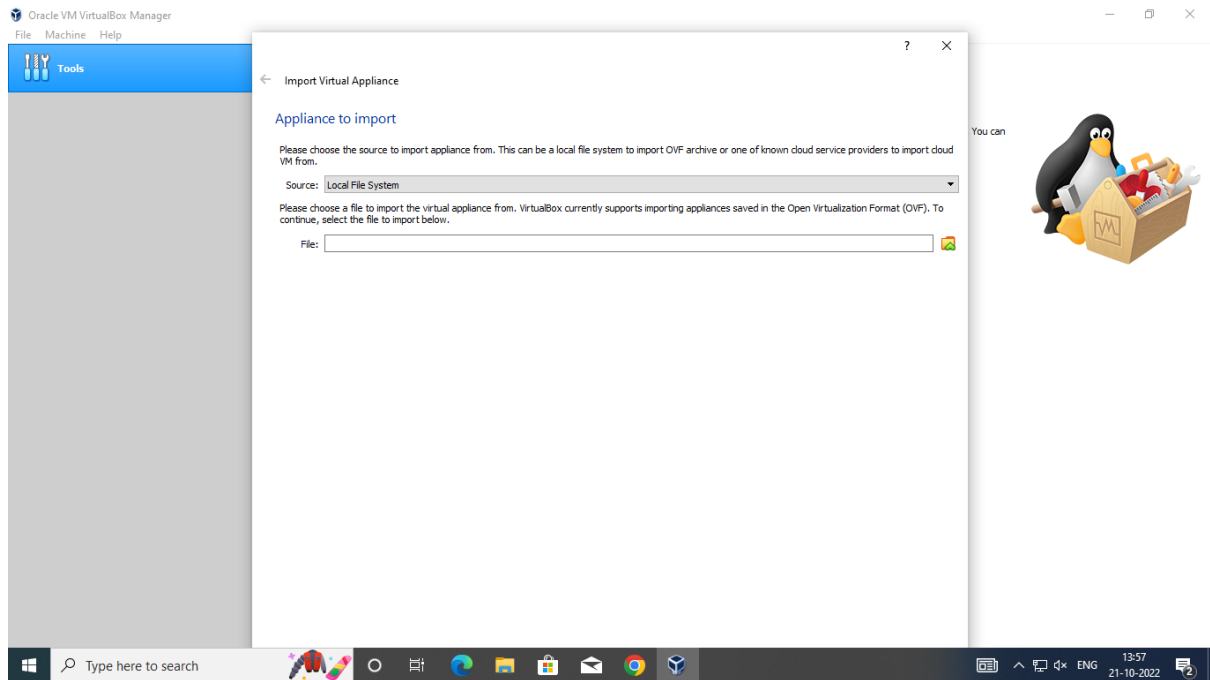 Oracle VM VirtualBox Manager
File Machine Help
Tools
?
Import Virtual Appliance
Appliance to import
Please choose the source to import appliance from. This can be a local file system to import OVF archive or one of known cloud service providers to import cloud
VM from.
Source: Local File System
Please choose a file to import the virtual appliance from. VirtualBox currently supports importing appliances saved in the Open Virtualization Format (OVF). To
continue, select the file to import below.
File:
You can
Type here to search
ENG
13:57
21-10-2022
2